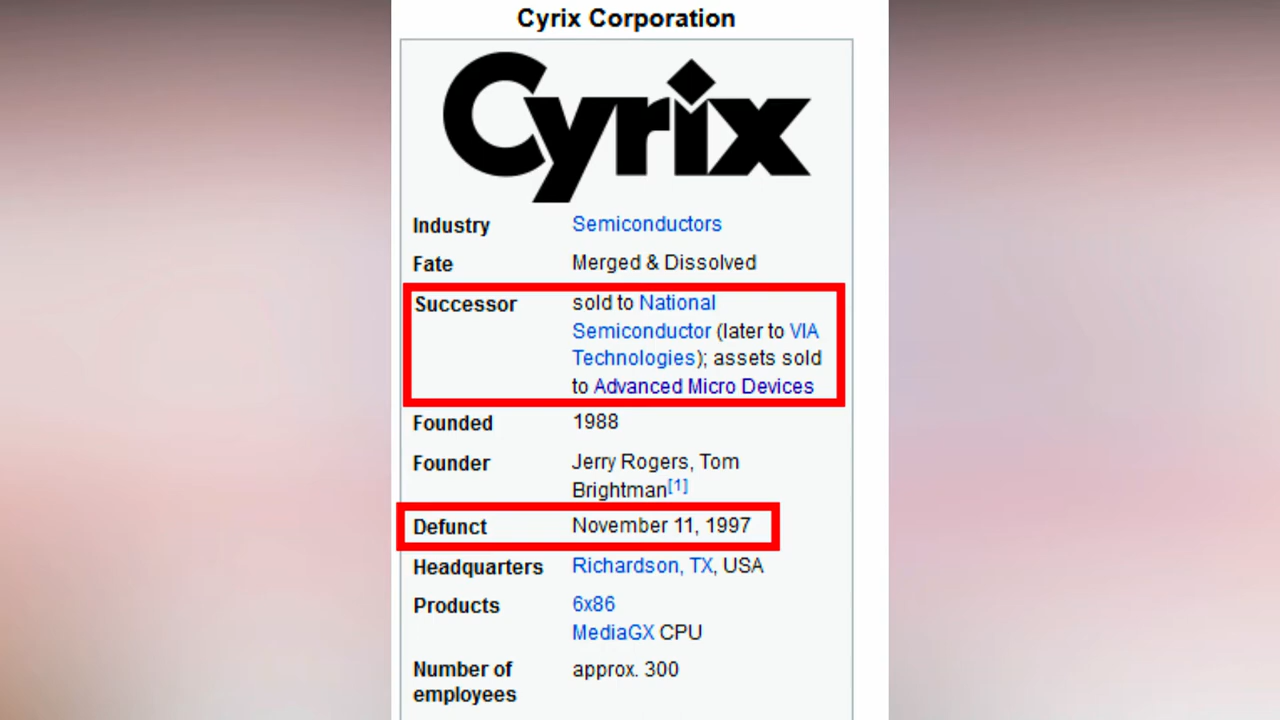 Cyrix Corporation
Cyrix
Industry Semiconductors
Fate Merged & Dissolved
Successor sold to National
Semiconductor (later to VIA
Technologies); assets sold
to Advanced Micro Devices
Founded 1988
Founder Jerry Rogers, Tom
Brightman[1]
Defunct November 11, 1997
Headquarters Richardson, TX, USA
Products 6x86
MediaGX CPU
Number of approx. 300
employees